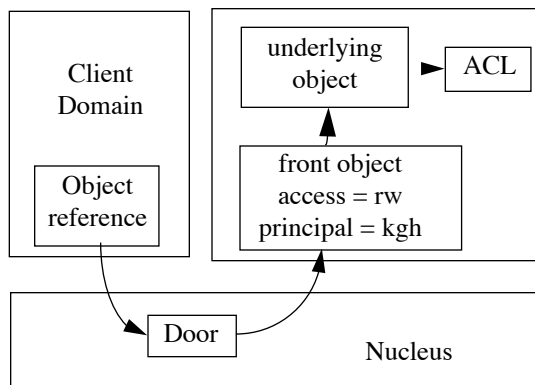 Client
Domain
Object
reference
underlying
object
ACL
front object
access = rw
principal = kgh
Door
Nucleus